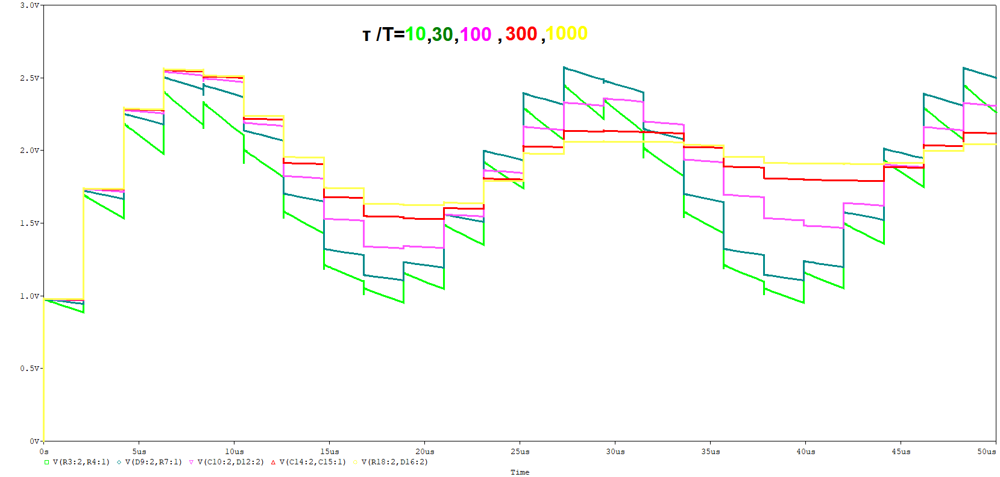 3.0V
τ /T=10,30,100 ,300 ,1000
2.5V
2.0V
1.5V
1.0V
0.5V
0V
0s 5us 10us 15us 20us 25us 30us 35us 40us 45us 50us
V(R3:2,R4:1) V(D9:2,R7:1) V(C10:2,D12:2) V(C14:2,C15:1) V(R18:2,D16:2)
Time